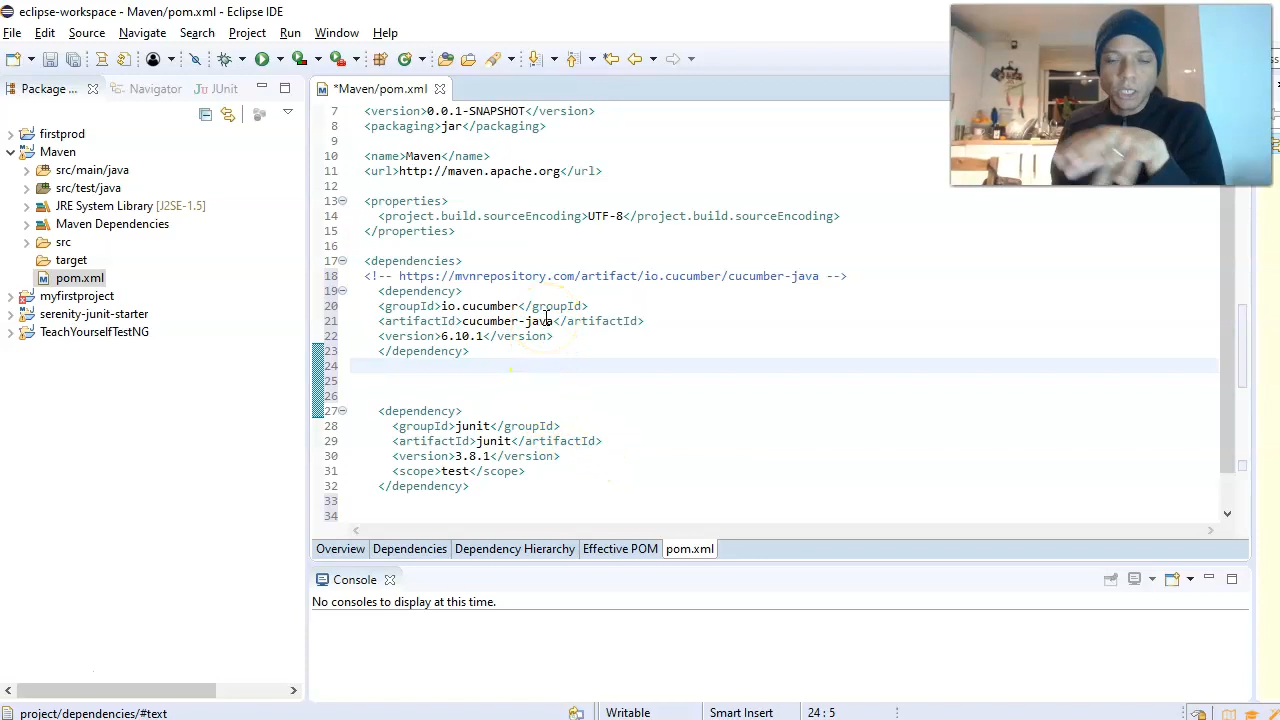 eclipse-workspace - Maven/pom.xml - Eclipse IDE
File Edit Source Navigate Search Project Run Window Help
Package ... Navigator JUnit
firstprod
Maven
src/main/java
src/test/java
JRE System Library [J2SE-1.5]
Maven Dependencies
src
target
pom.xml
myfirstproject
serenity-junit-starter
TeachYourselfTestNG
*Maven/pom.xml
7 <version>0.0.1-SNAPSHOT</version>
8 <packaging>jar</packaging>
9
10 <name>Maven</name>
11 <url>http://maven.apache.org</url>
12
13 <properties>
14 <project.build.sourceEncoding>UTF-8</project.build.sourceEncoding>
15 </properties>
16
17 <dependencies>
18 <!-- https://mvnrepository.com/artifact/io.cucumber/cucumber-java -->
19 <dependency>
20 <groupId>io.cucumber</groupId>
21 <artifactId>cucumber-java</artifactId>
22 <version>6.10.1</version>
23 </dependency>
24
25
26
27 <dependency>
28 <groupId>junit</groupId>
29 <artifactId>junit</artifactId>
30 <version>3.8.1</version>
31 <scope>test</scope>
32 </dependency>
33
34
Overview Dependencies Dependency Hierarchy Effective POM pom.xml
Console
No consoles to display at this time.
project/dependencies/#text Writable Smart Insert 24 : 5